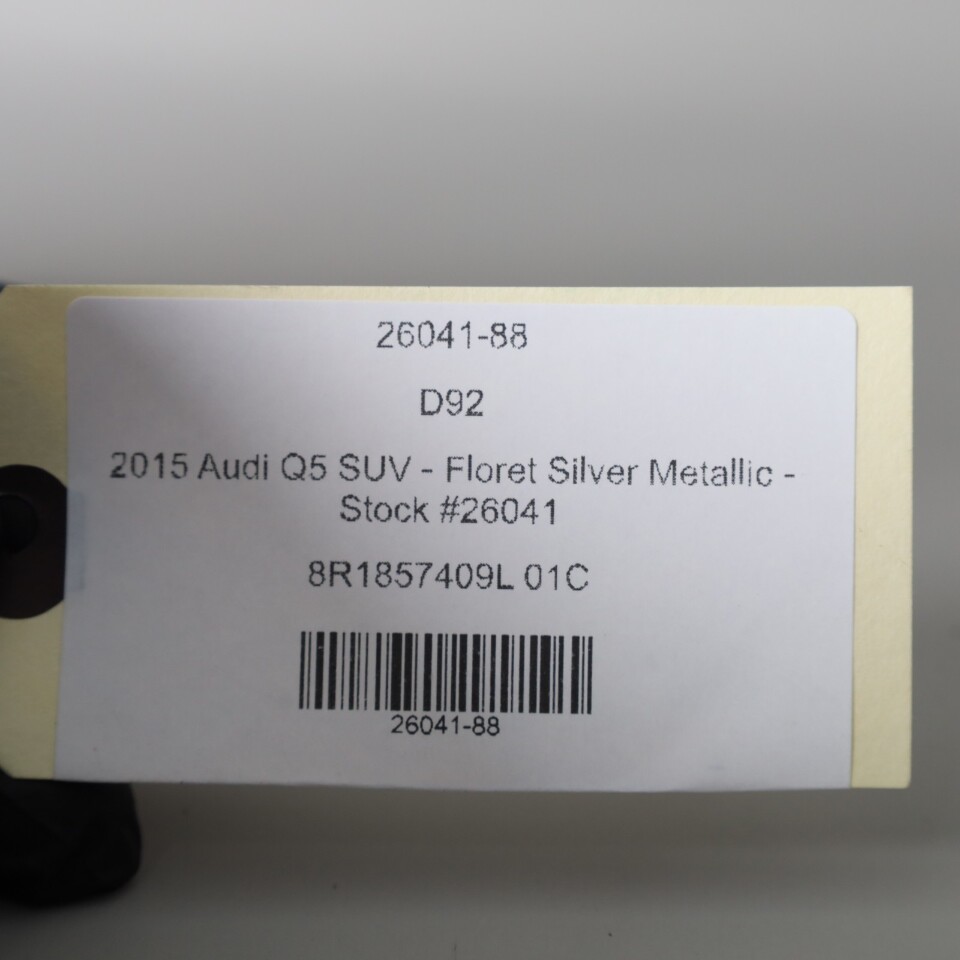 26041-88
D92
2015 Audi Q5 SUV - Floret Silver Metallic -
Stock #26041
8R1857409L 01C
26041-88